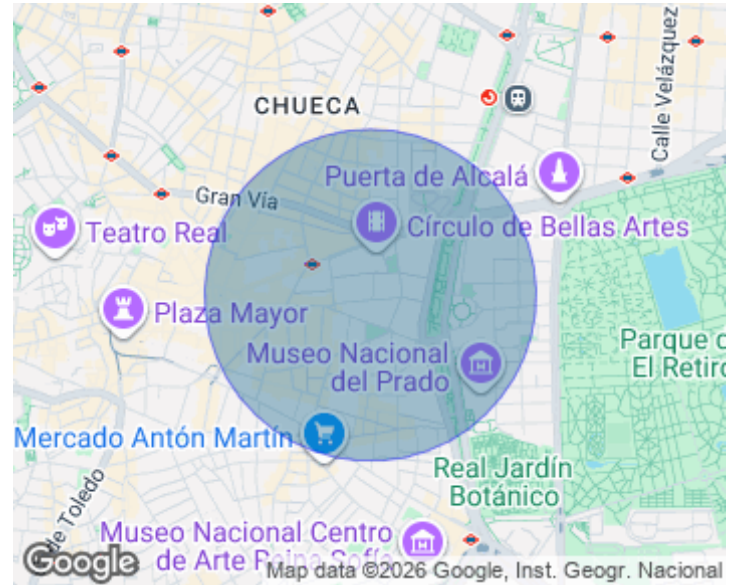 CHUECA
Calle Velázquez
Puerta de Alcalá
Gran Vía
Círculo de Bellas Artes
Teatro Real
Plaza Mayor
Museo Nacional
del Prado
Parque
El Retiro
Mercado Antón Martín
Real Jardín
Botánico
de Toledo
Museo Nacional Centro
de Arte Reina Sofía
Google
Map data ©2026 Google, Inst. Geogr. Nacional